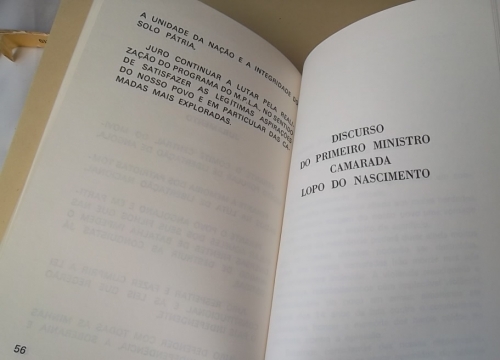 A UNIDADE DA NAÇÃO E A INTEGRIDADE DO
SOLO PÁTRIA.
JURO CONTINUAR A LUTAR PELA REALI-
ZAÇÃO DO PROGRAMA DO M.P.L.A. NO SENTIDO
DE SATISFAZER AS LEGÍTIMAS ASPIRAÇÕES
DO NOSSO POVO E EM PARTICULAR DAS CA-
MADAS MAIS EXPLORADAS.
56
DISCURSO
DO PRIMEIRO MINISTRO
CAMARADA
LOPO DO NASCIMENTO